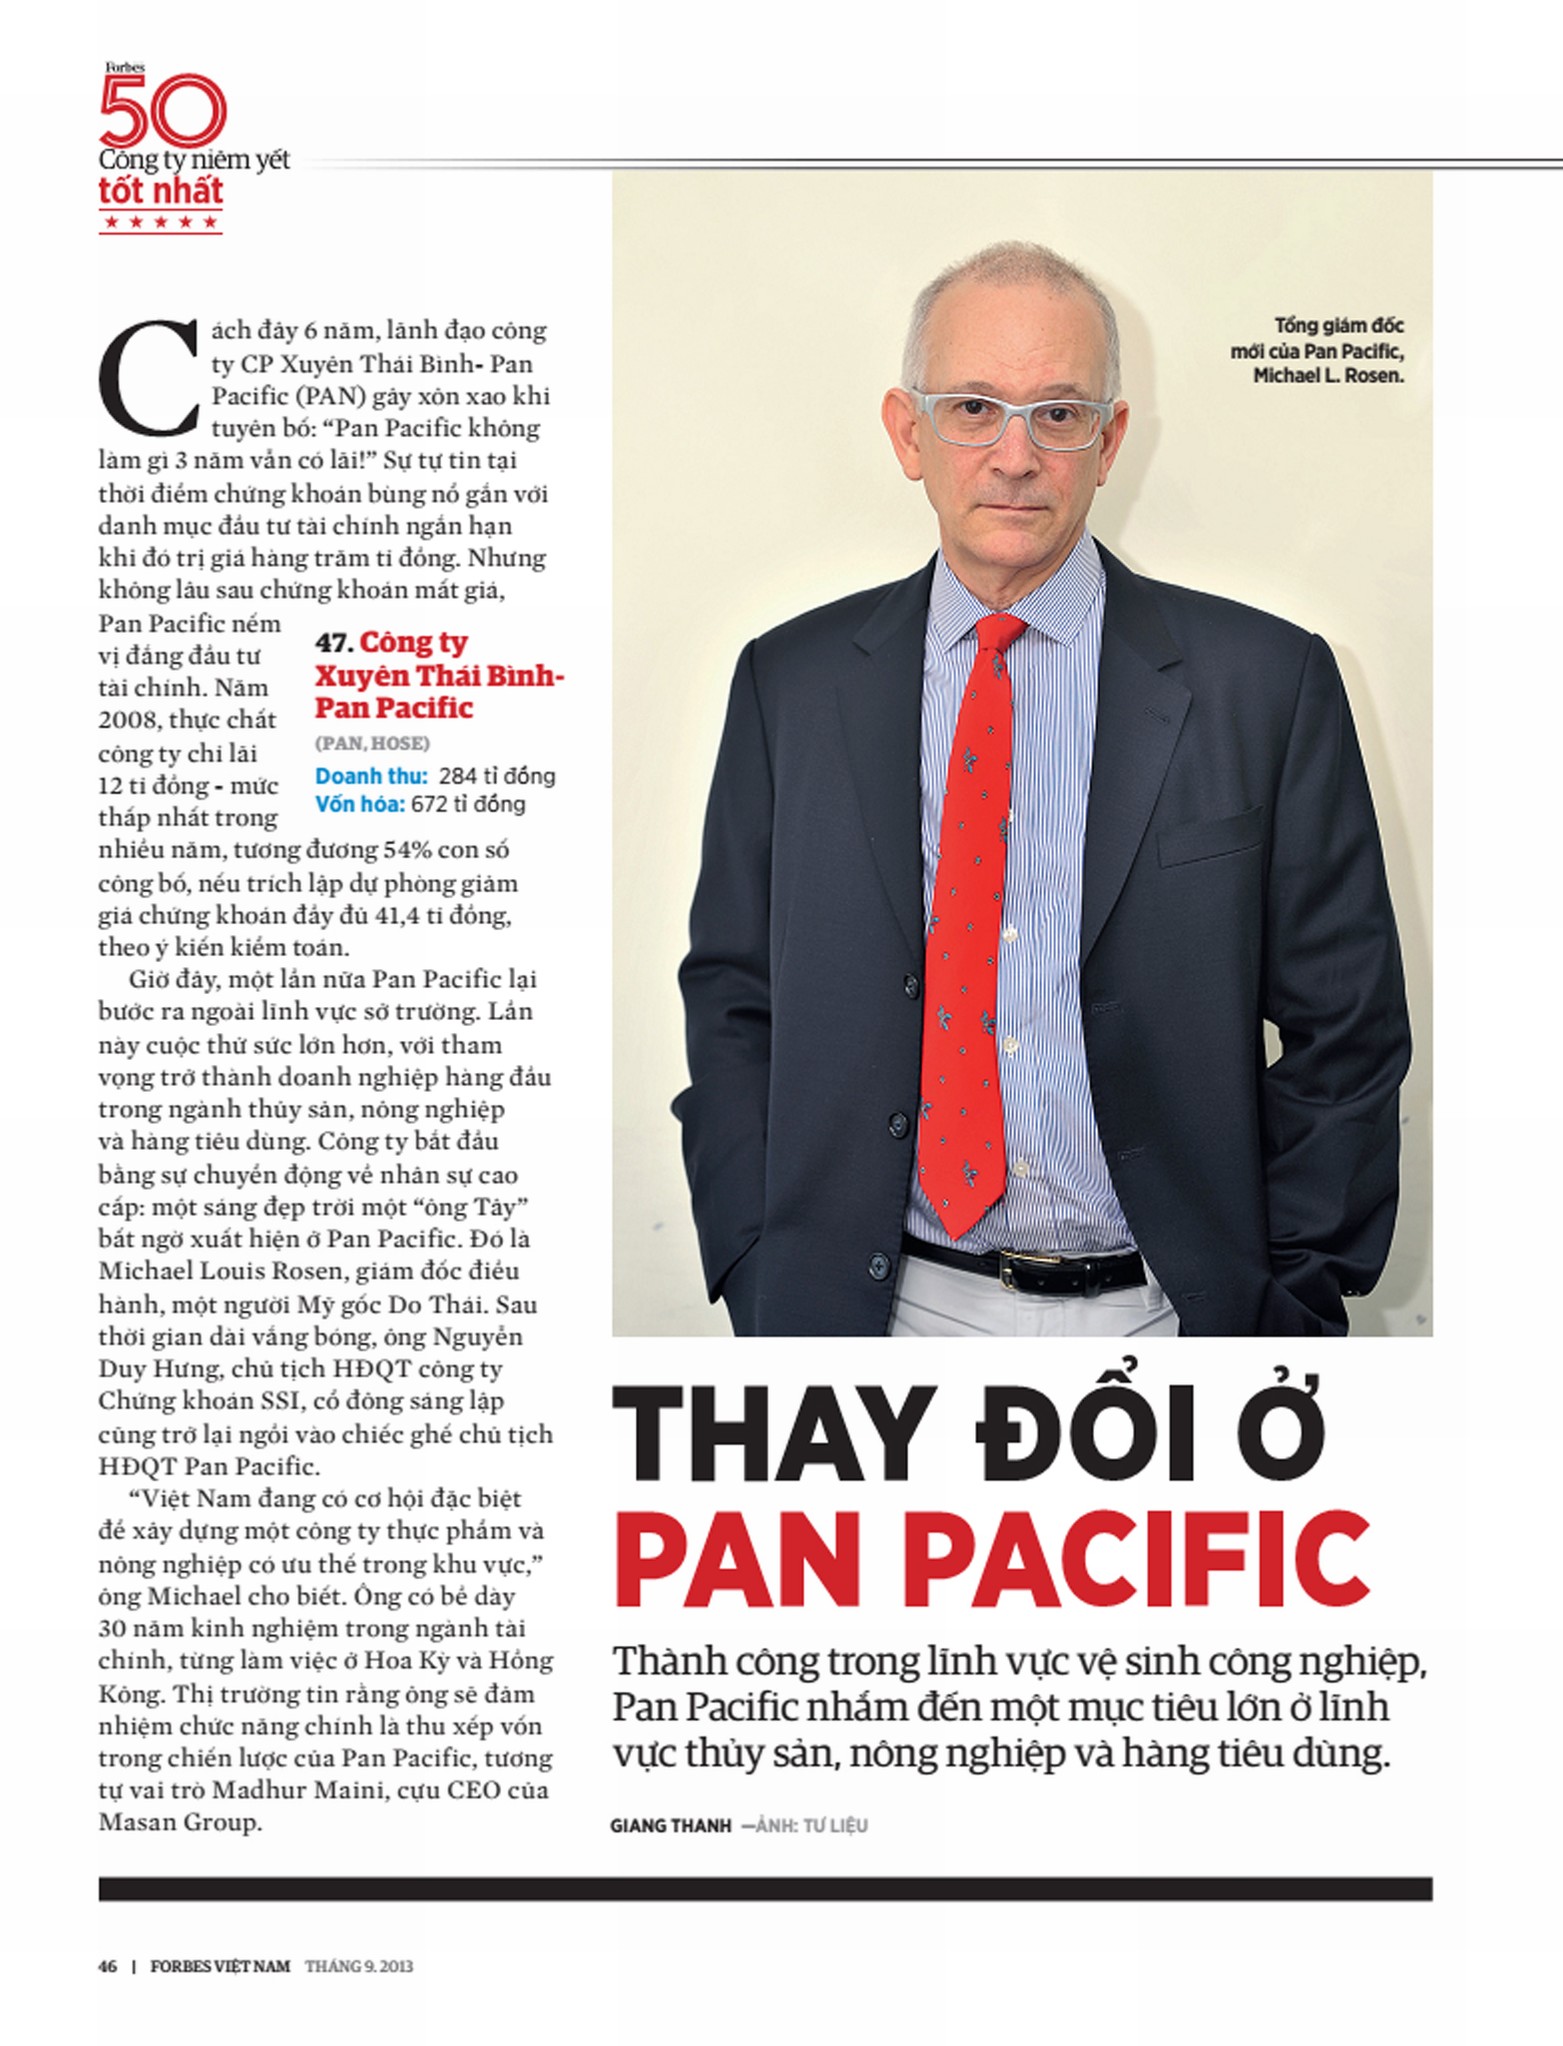 Forbes
50
Công ty niêm yết
tốt nhất
Tổng giám đốc
mới của Pan Pacific,
Michael L. Rosen.
Cách đây 6 năm, lãnh đạo công
ty CP Xuyên Thái Bình- Pan
Pacific (PAN) gây xôn xao khi
tuyên bố: “Pan Pacific không
làm gì 3 năm vẫn có lãi!” Sự tự tin tại
thời điểm chứng khoán bùng nổ gắn với
danh mục đầu tư tài chính ngắn hạn
khi đó trị giá hàng trăm tỉ đồng. Nhưng
không lâu sau chứng khoán mất giá,
Pan Pacific nếm
vị đắng đầu tư
tài chính. Năm
2008, thực chất
công ty chỉ lãi
12 tỉ đồng - mức
thấp nhất trong
nhiều năm, tương đương 54% con số
công bố, nếu trích lập dự phòng giảm
giá chứng khoán đầy đủ 41,4 tỉ đồng,
theo ý kiến kiểm toán.
47. Công ty
Xuyên Thái Bình-
Pan Pacific
(PAN, HOSE)
Doanh thu: 284 tỉ đồng
Vốn hóa: 672 tỉ đồng
Giờ đây, một lần nữa Pan Pacific lại
bước ra ngoài lĩnh vực sở trường. Lần
này cuộc thử sức lớn hơn, với tham
vọng trở thành doanh nghiệp hàng đầu
trong ngành thủy sản, nông nghiệp
và hàng tiêu dùng. Công ty bắt đầu
bằng sự chuyển động về nhân sự cao
cấp: một sáng đẹp trời một “ông Tây”
bất ngờ xuất hiện ở Pan Pacific. Đó là
Michael Louis Rosen, giám đốc điều
hành, một người Mỹ gốc Do Thái. Sau
thời gian dài vắng bóng, ông Nguyễn
Duy Hưng, chủ tịch HĐQT công ty
Chứng khoán SSI, cổ đông sáng lập
cũng trở lại ngồi vào chiếc ghế chủ tịch
HĐQT Pan Pacific.
“Việt Nam đang có cơ hội đặc biệt
để xây dựng một công ty thực phẩm và
nông nghiệp có ưu thế trong khu vực,”
ông Michael cho biết. Ông có bề dày
30 năm kinh nghiệm trong ngành tài
chính, từng làm việc ở Hoa Kỳ và Hồng
Kông. Thị trường tin rằng ông sẽ đảm
nhiệm chức năng chính là thu xếp vốn
trong chiến lược của Pan Pacific, tương
tự vai trò Madhur Maini, cựu CEO của
Masan Group.
THAY ĐỔI Ở
PAN PACIFIC
Thành công trong lĩnh vực vệ sinh công nghiệp,
Pan Pacific nhắm đến một mục tiêu lớn ở lĩnh
vực thủy sản, nông nghiệp và hàng tiêu dùng.
GIANG THANH —ẢNH: TƯ LIỆU
46 | FORBES VIỆT NAM THÁNG 9. 2013